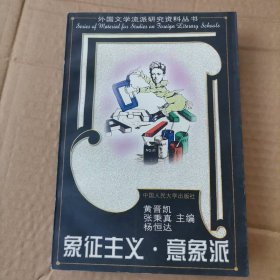 外国文学流派研究资料丛书
Series of Material for Studies on Foreign Literary Schools
中国人民大学出版社
黄晋凯
张秉真 主编
杨恒达
象征主义·意象派